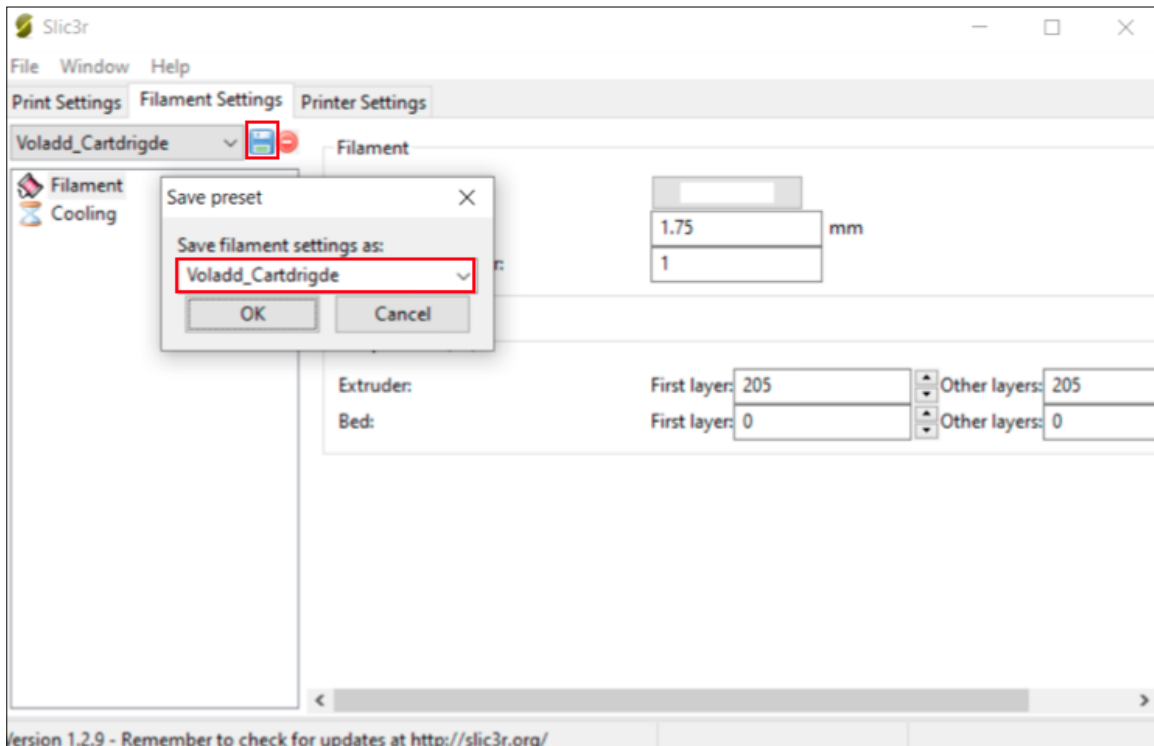 Slic3r
File Window Help
Print Settings Filament Settings Printer Settings
Voladd_Cartdrigde
Filament
Filament
Cooling
Save preset
Save filament settings as:
Voladd_Cartdrigde
OK Cancel
1.75 mm
r: 1
Extruder: First layer: 205 Other layers: 205
Bed: First layer: 0 Other layers: 0
Version 1.2.9 - Remember to check for updates at http://slic3r.org/